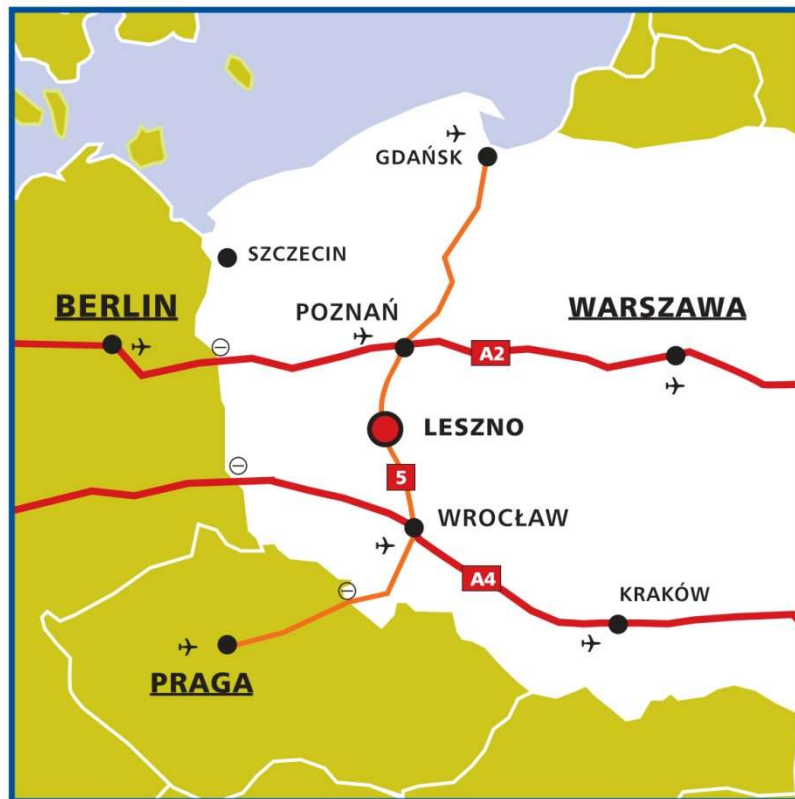 GDAŃSK
SZCZECIN
BERLIN
POZNAŃ
WARSZAWA
A2
LESZNO
5
WROCŁAW
A4
KRAKÓW
PRAGA